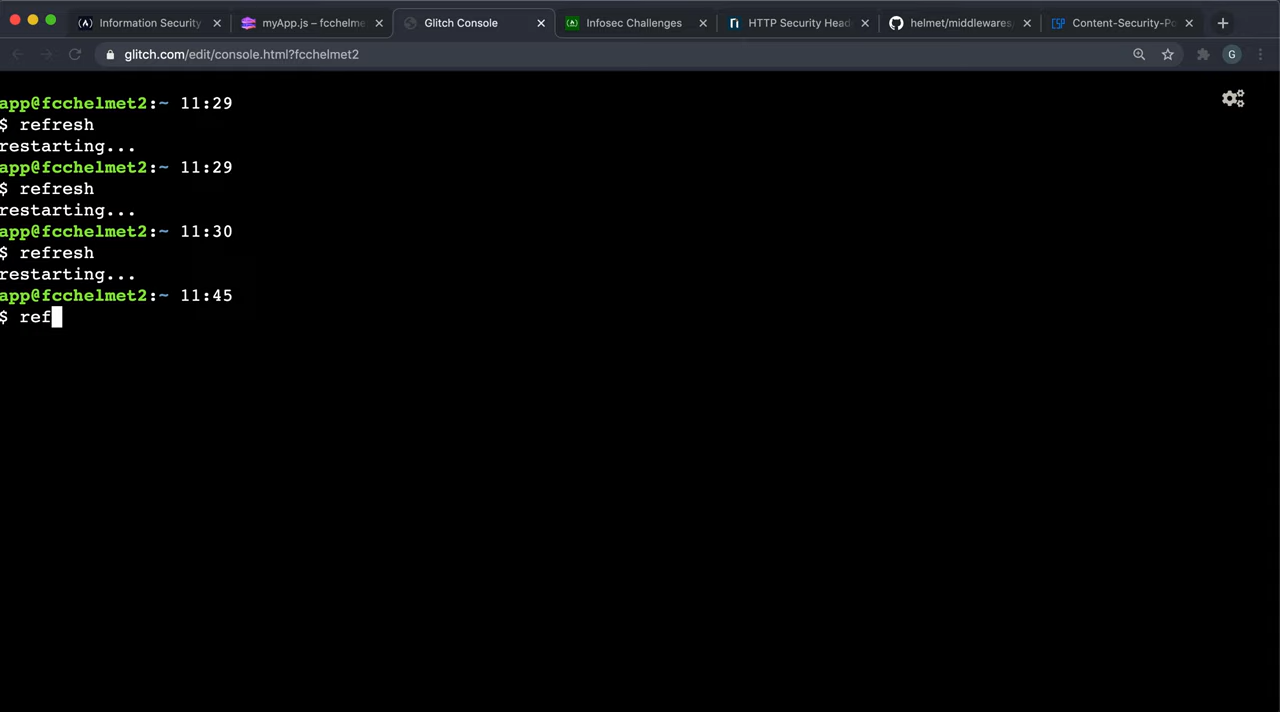 Information Security
myApp.js – fcchelme
Glitch Console
Infosec Challenges
HTTP Security Head
helmet/middlewares
Content-Security-Po
glitch.com/edit/console.html?fcchelmet2
G
app@fcchelmet2:~ 11:29
$ refresh
restarting...
app@fcchelmet2:~ 11:29
$ refresh
restarting...
app@fcchelmet2:~ 11:30
$ refresh
restarting...
app@fcchelmet2:~ 11:45
$ ref